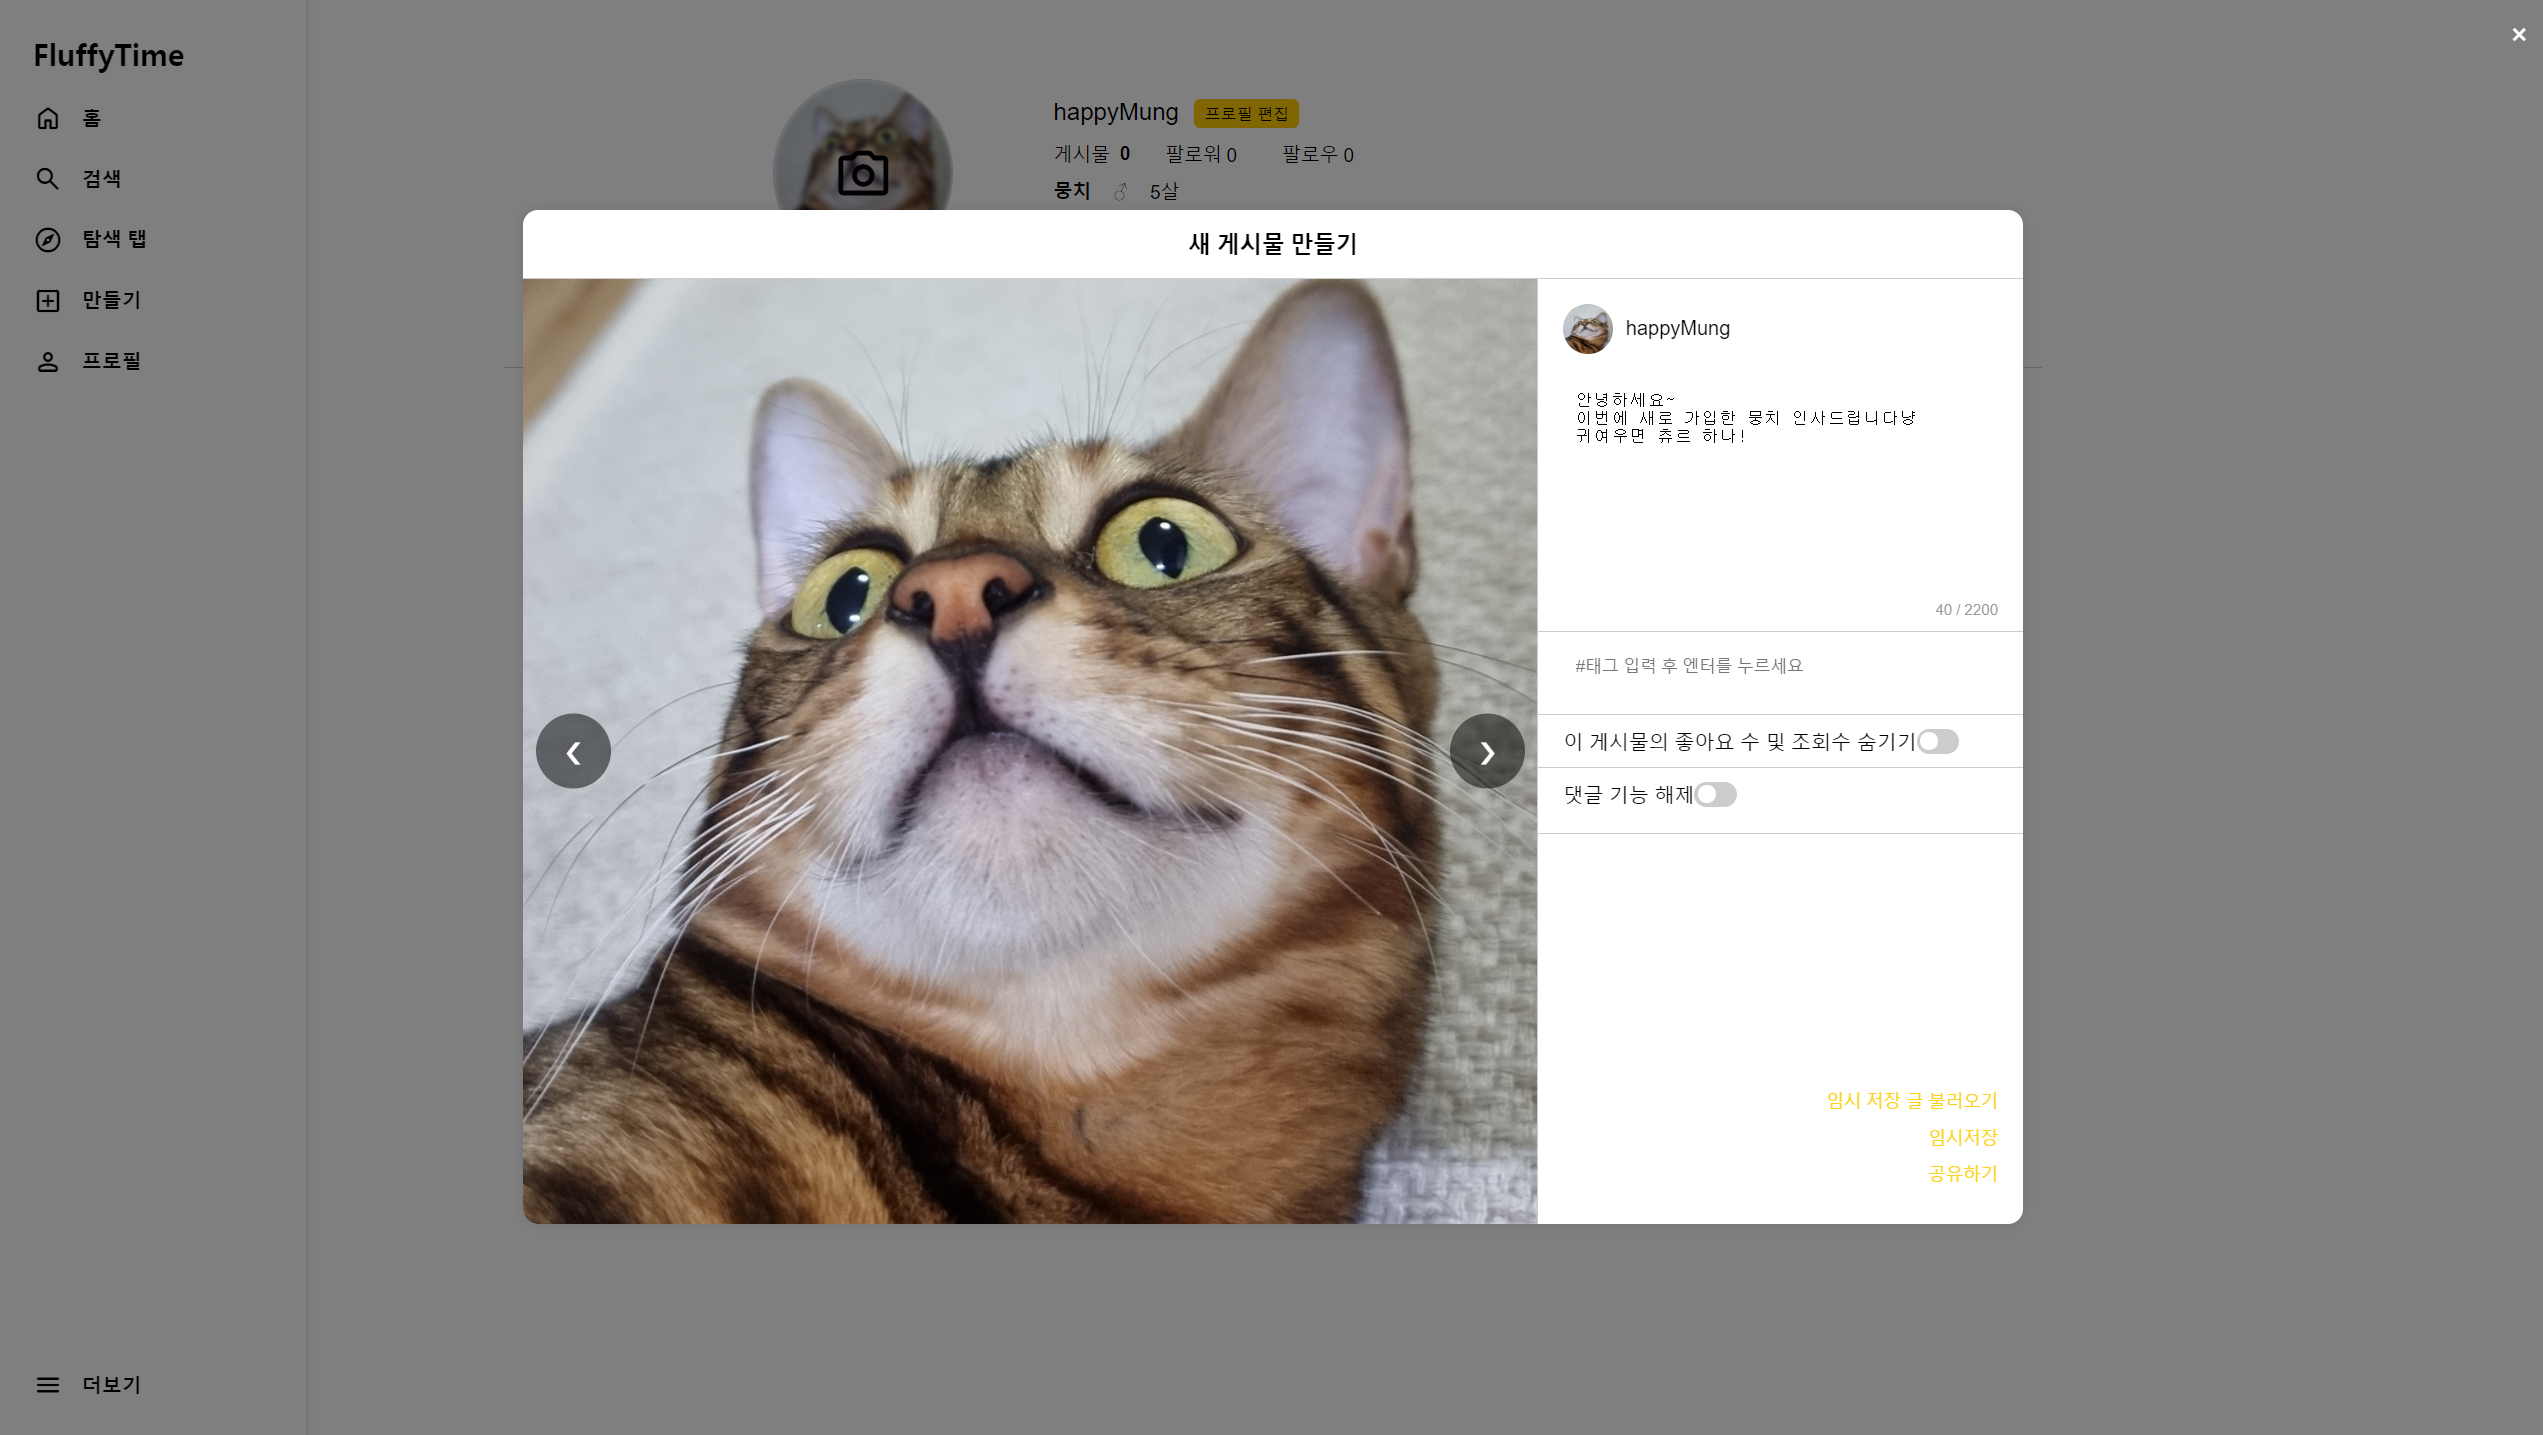 FluffyTime
홈
검색
탐색 탭
만들기
프로필
더보기
happyMung 프로필 편집
게시물 0 팔로워 0 팔로우 0
뭉치 ♂ 5살
새 게시물 만들기
happyMung
안녕하세요~
이번에 새로 가입한 뭉치 인사드립니다냥
귀여우면 츄르 하나!
40 / 2200
#태그 입력 후 엔터를 누르세요
이 게시물의 좋아요 수 및 조회수 숨기기
댓글 기능 해제
임시 저장 글 불러오기
임시저장
공유하기